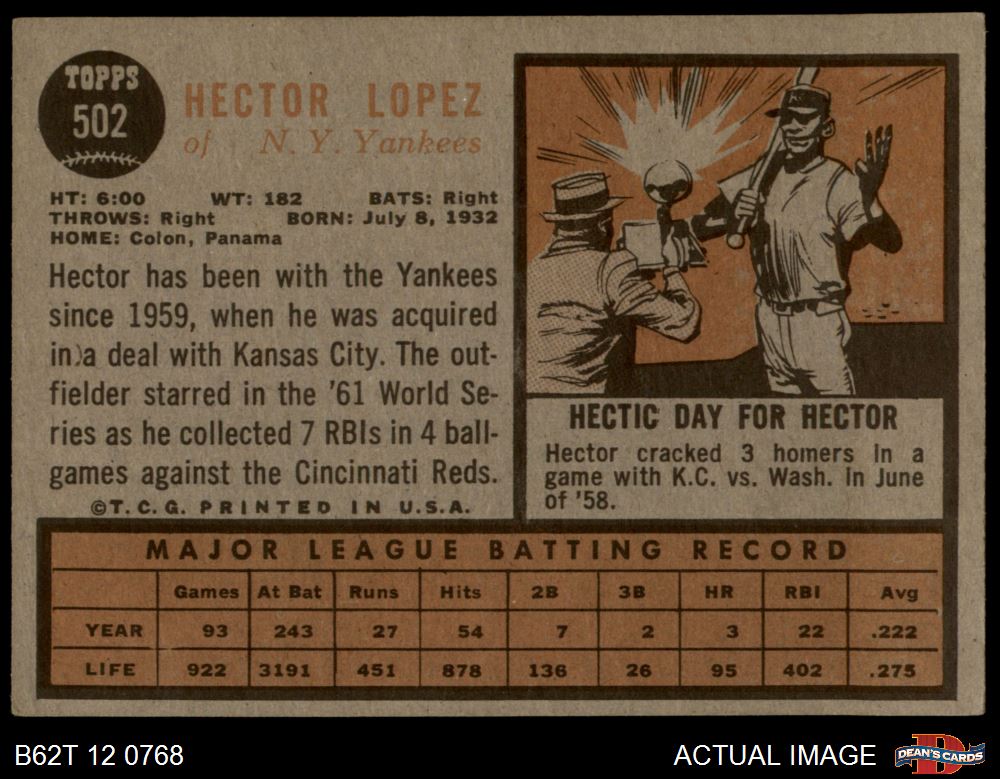 TOPPS
502
HECTOR LOPEZ
of N. Y. Yankees
HT: 6:00 WT: 182 BATS: Right
THROWS: Right BORN: July 8, 1932
HOME: Colon, Panama
Hector has been with the Yankees
since 1959, when he was acquired
in a deal with Kansas City. The out-
fielder starred in the '61 World Se-
ries as he collected 7 RBIs in 4 ball-
games against the Cincinnati Reds.
©T. C. G. PRINTED IN U.S.A.
HECTIC DAY FOR HECTOR
Hector cracked 3 homers in a
game with K.C. vs. Wash. in June
of '58.
MAJOR LEAGUE BATTING RECORD
Games At Bat Runs Hits 2B 3B HR RBI Avg
YEAR 93 243 27 54 7 2 3 22 .222
LIFE 922 3191 451 878 136 26 95 402 .275
B62T 12 0768
ACTUAL IMAGE
D
DEAN'S CARDS